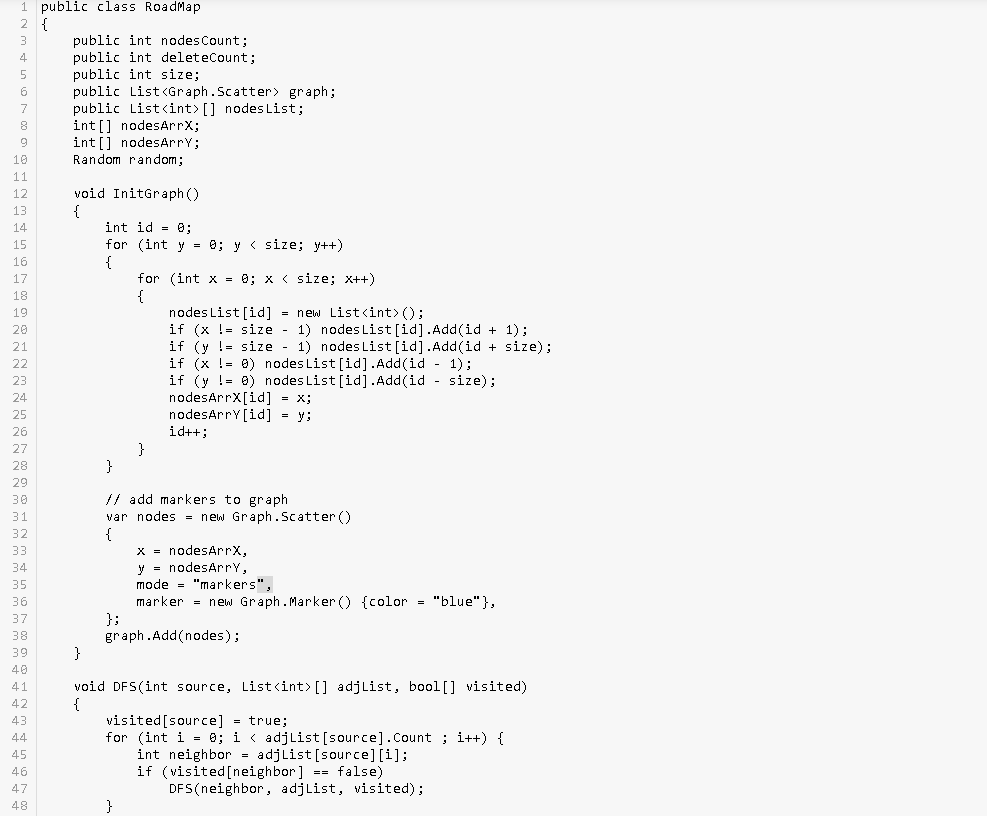 1 public class RoadMap
2 {
3     public int nodesCount;
4     public int deleteCount;
5     public int size;
6     public List<Graph.Scatter> graph;
7     public List<int>[] nodesList;
8     int[] nodesArrX;
9     int[] nodesArrY;
10     Random random;
11
12     void InitGraph()
13     {
14         int id = 0;
15         for (int y = 0; y < size; y++)
16         {
17             for (int x = 0; x < size; x++)
18             {
19                 nodesList[id] = new List<int>();
20                 if (x != size - 1) nodesList[id].Add(id + 1);
21                 if (y != size - 1) nodesList[id].Add(id + size);
22                 if (x != 0) nodesList[id].Add(id - 1);
23                 if (y != 0) nodesList[id].Add(id - size);
24                 nodesArrX[id] = x;
25                 nodesArrY[id] = y;
26                 id++;
27             }
28         }
29
30         // add markers to graph
31         var nodes = new Graph.Scatter()
32         {
33             x = nodesArrX,
34             y = nodesArrY,
35             mode = "markers",
36             marker = new Graph.Marker() {color = "blue"},
37         };
38         graph.Add(nodes);
39     }
40
41     void DFS(int source, List<int>[] adjList, bool[] visited)
42     {
43         visited[source] = true;
44         for (int i = 0; i < adjList[source].Count ; i++) {
45             int neighbor = adjList[source][i];
46             if (visited[neighbor] == false)
47                 DFS(neighbor, adjList, visited);
48         }